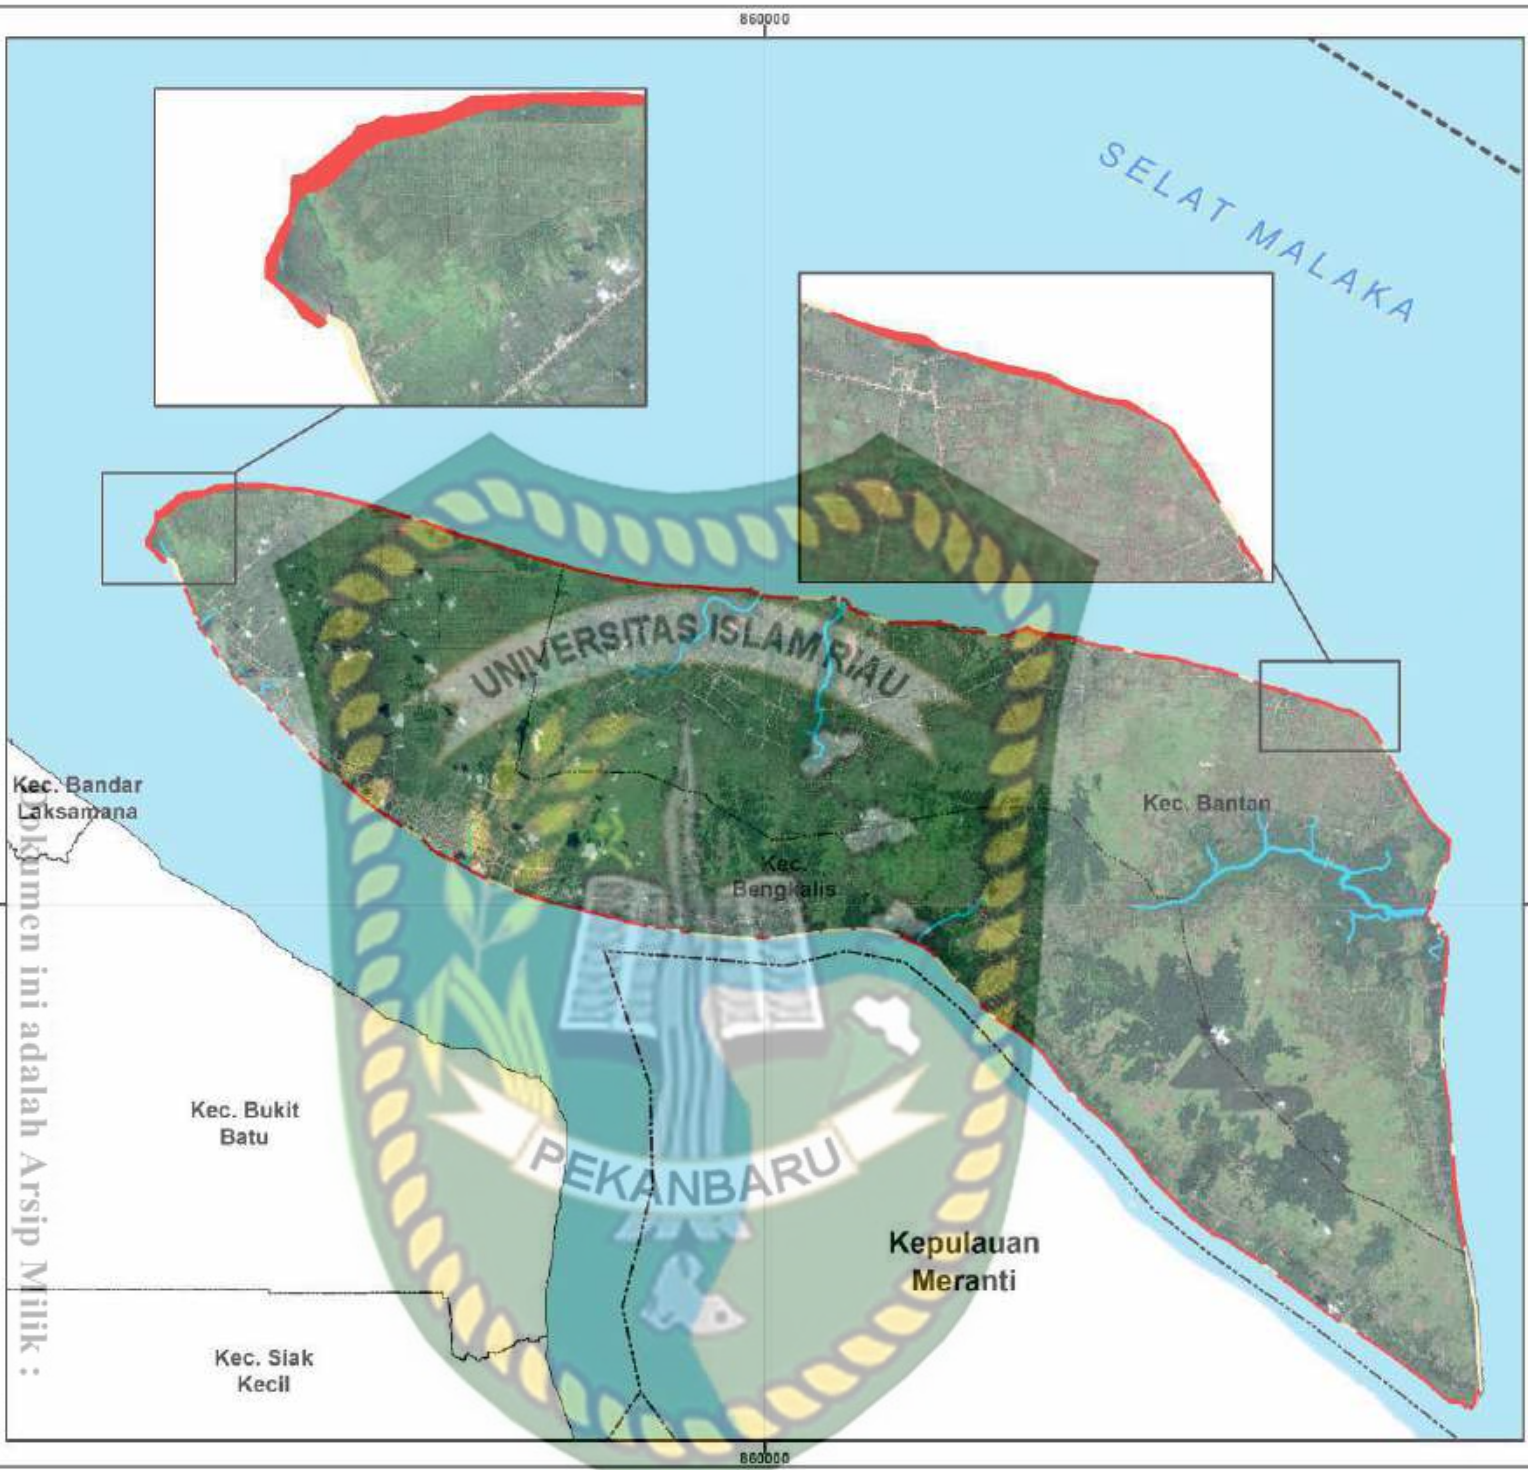 860000
SELAT MALAKA
UNIVERSITAS ISLAM RIAU
Kec. Bandar
Laksamana
Kec. Bantan
Kec.
Bengkalis
Dokumen ini adalah Arsip Milik :
Kec. Bukit
Batu
PEKANBARU
Kepulauan
Meranti
Kec. Siak
Kecil
860000